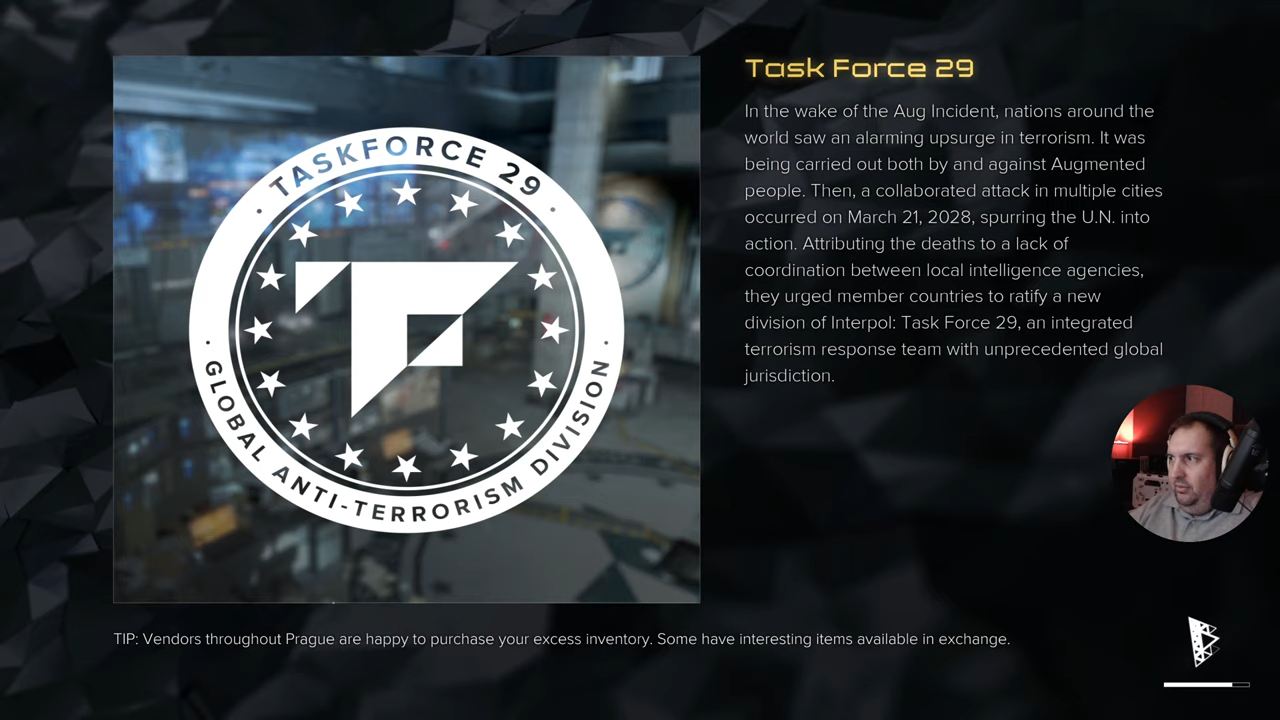 TASKFORCE 29
GLOBAL ANTI-TERRORISM DIVISION
Task Force 29
In the wake of the Aug Incident, nations around the
world saw an alarming upsurge in terrorism. It was
being carried out both by and against Augmented
people. Then, a collaborated attack in multiple cities
occurred on March 21, 2028, spurring the U.N. into
action. Attributing the deaths to a lack of
coordination between local intelligence agencies,
they urged member countries to ratify a new
division of Interpol: Task Force 29, an integrated
terrorism response team with unprecedented global
jurisdiction.
TIP: Vendors throughout Prague are happy to purchase your excess inventory. Some have interesting items available in exchange.